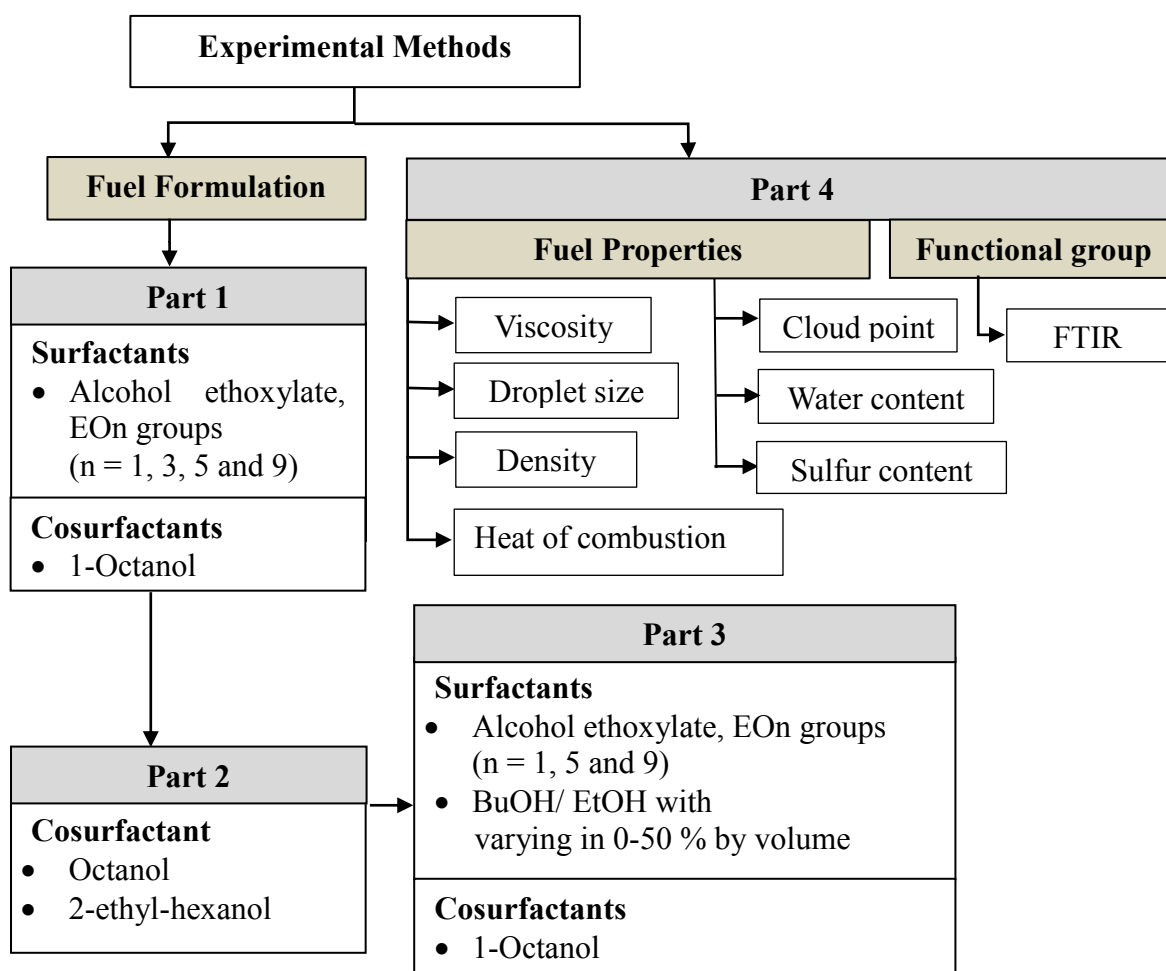 Experimental Methods
Fuel Formulation
Part 1
Surfactants
• Alcohol ethoxylate,
EOn groups
(n = 1, 3, 5 and 9)
Cosurfactants
• 1-Octanol
Part 2
Cosurfactant
• Octanol
• 2-ethyl-hexanol
Part 3
Surfactants
• Alcohol ethoxylate, EOn groups
(n = 1, 5 and 9)
• BuOH/ EtOH with
varying in 0-50 % by volume
Cosurfactants
• 1-Octanol
Part 4
Fuel Properties
Viscosity
Droplet size
Density
Heat of combustion
Cloud point
Water content
Sulfur content
Functional group
FTIR